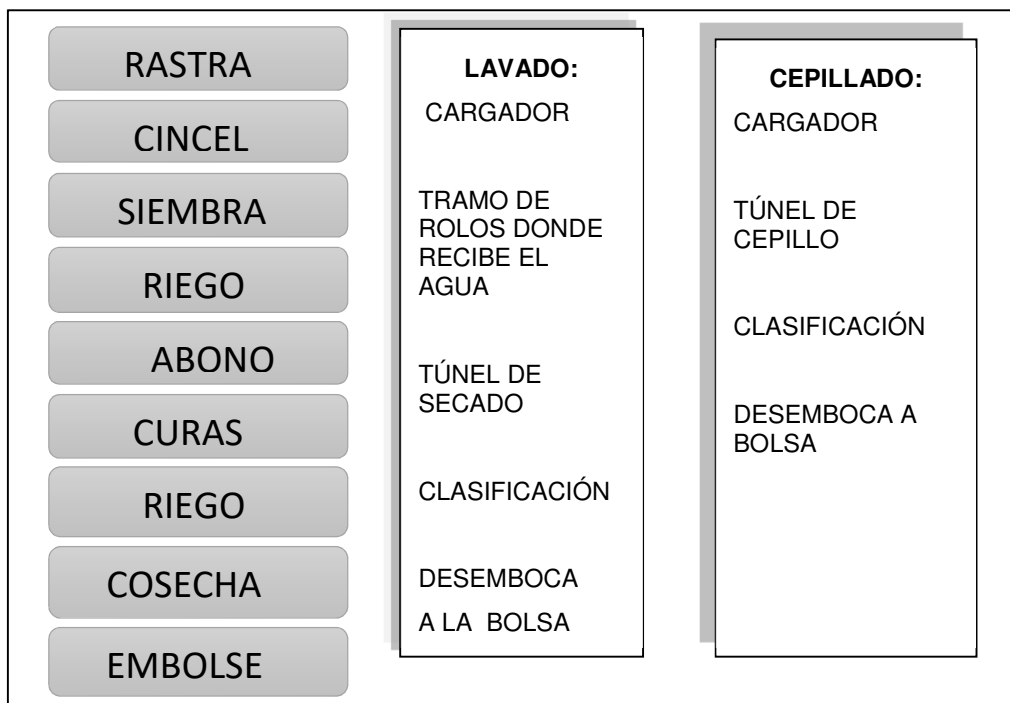 RASTRA
CINCEL
SIEMBRA
RIEGO
ABONO
CURAS
RIEGO
COSECHA
EMBOLSE
LAVADO:
CARGADOR
TRAMO DE
ROLOS DONDE
RECIBE EL
AGUA
TÚNEL DE
SECADO
CLASIFICACIÓN
DESEMBOCA
A LA BOLSA
CEPILLADO:
CARGADOR
TÚNEL DE
CEPILLO
CLASIFICACIÓN
DESEMBOCA A
BOLSA